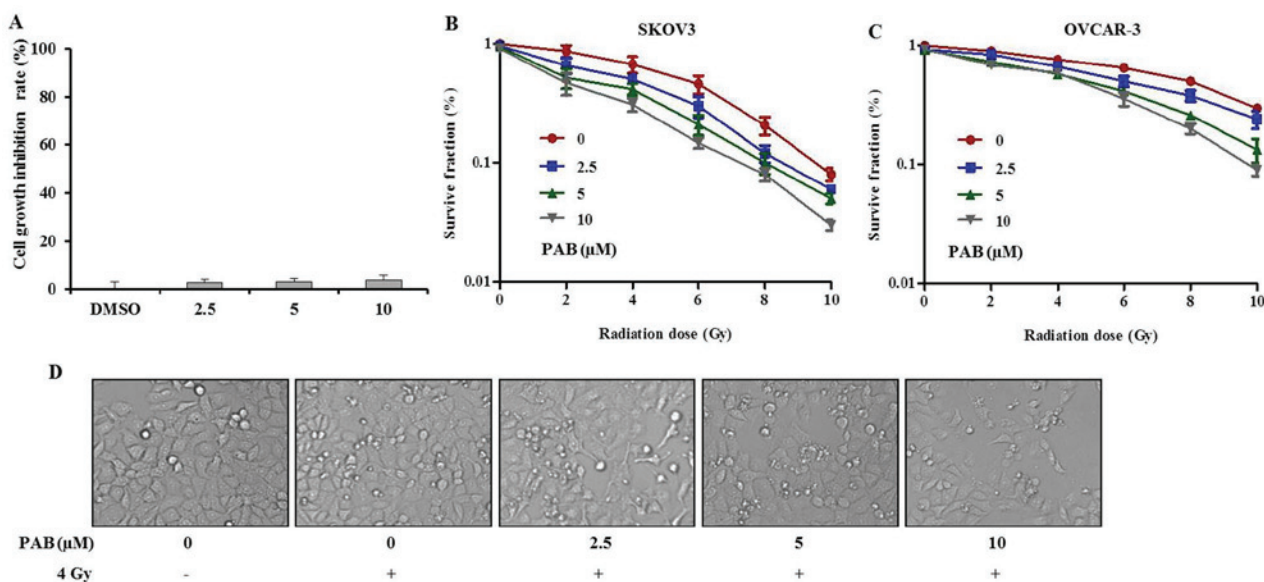 A
Cell growth inhibition rate (%)
100
80
60
40
20
0
DMSO 2.5 5 10
B
SKOV3
Survive fraction (%)
1
0.1
0.01
0
2.5
5
10
PAB (μM)
0 2 4 6 8 10
Radiation dose (Gy)
C
OVCAR-3
Survive fraction (%)
1
0.1
0.01
0
2.5
5
10
PAB (μM)
0 2 4 6 8 10
Radiation dose (Gy)
D
PAB (μM) 0 0 2.5 5 10
4 Gy - + + + +